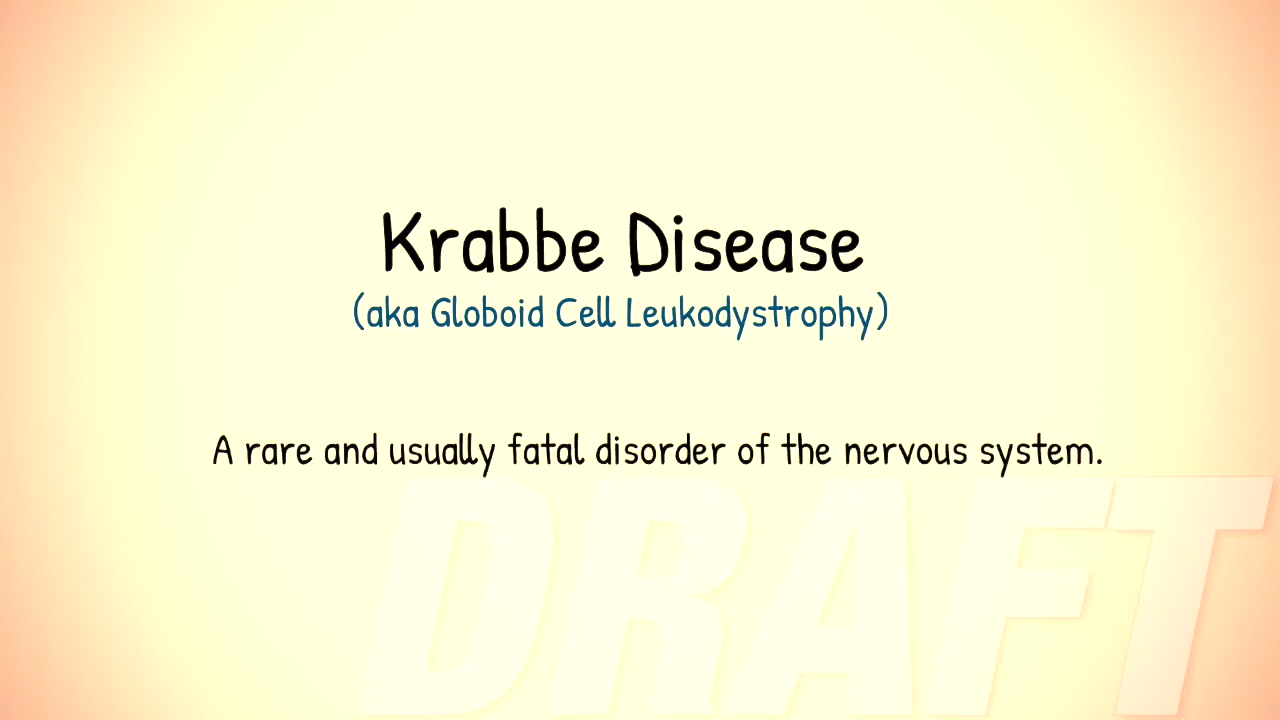 Krabbe Disease
(aka Globoid Cell Leukodystrophy)
A rare and usually fatal disorder of the nervous system.
DRAFT